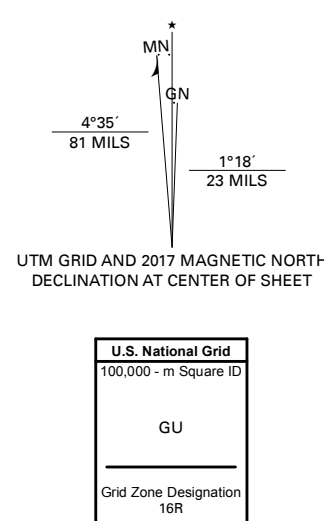 ★
MN
GN
4°35´
81 MILS
1°18´
23 MILS
UTM GRID AND 2017 MAGNETIC NORTH
DECLINATION AT CENTER OF SHEET
U.S. National Grid
100,000 - m Square ID
GU
Grid Zone Designation
16R